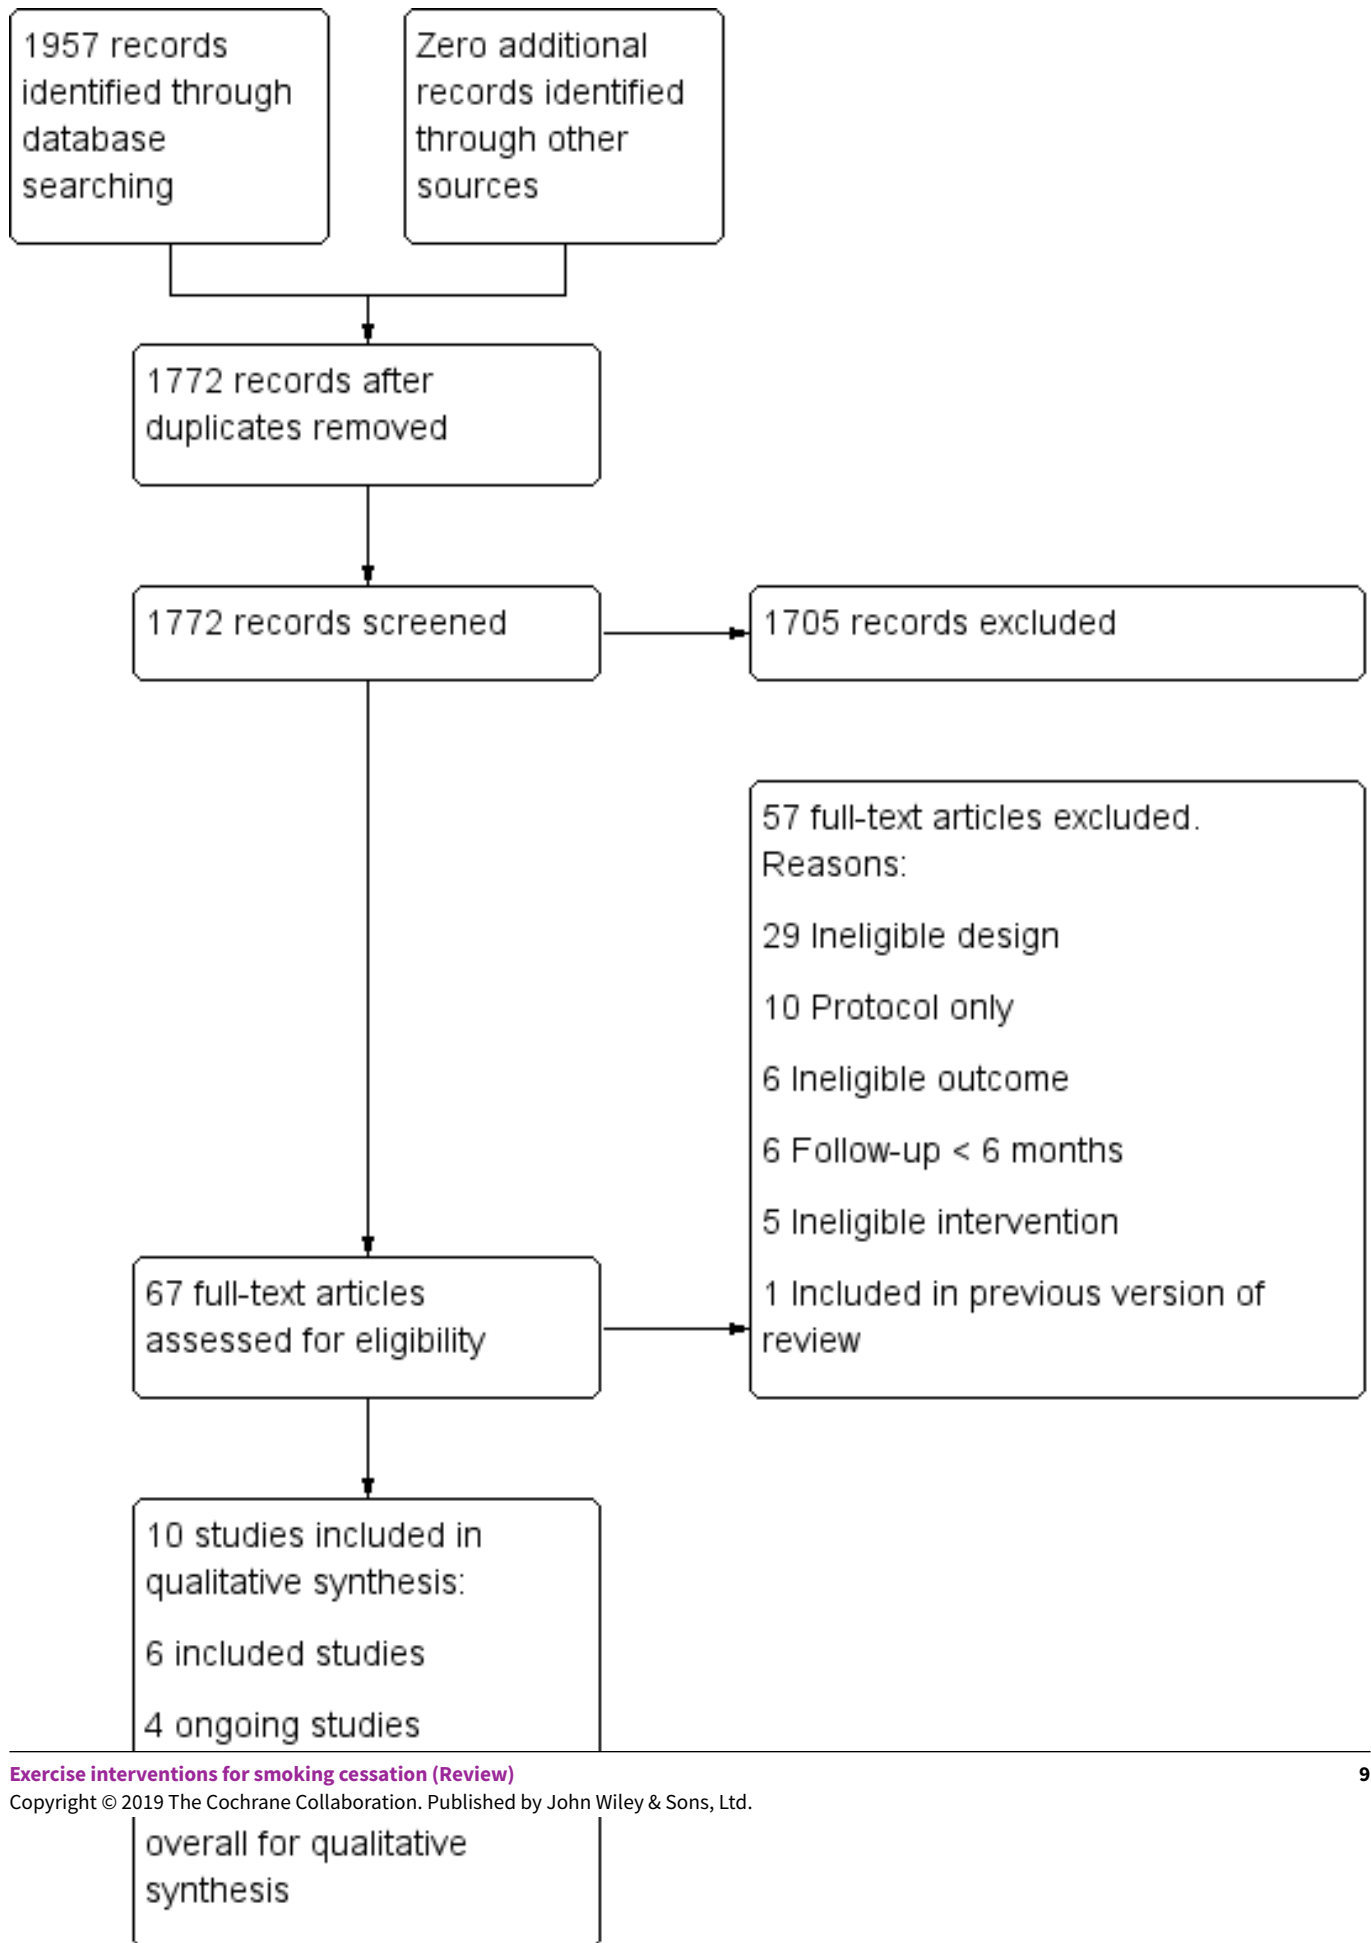 1957 records
identified through
database
searching
Zero additional
records identified
through other
sources
1772 records after
duplicates removed
1772 records screened
1705 records excluded
57 full-text articles excluded.
Reasons:
29 Ineligible design
10 Protocol only
6 Ineligible outcome
6 Follow-up < 6 months
5 Ineligible intervention
1 Included in previous version of
review
67 full-text articles
assessed for eligibility
10 studies included in
qualitative synthesis:
6 included studies
4 ongoing studies
Exercise interventions for smoking cessation (Review) 9
Copyright © 2019 The Cochrane Collaboration. Published by John Wiley & Sons, Ltd.
overall for qualitative
synthesis